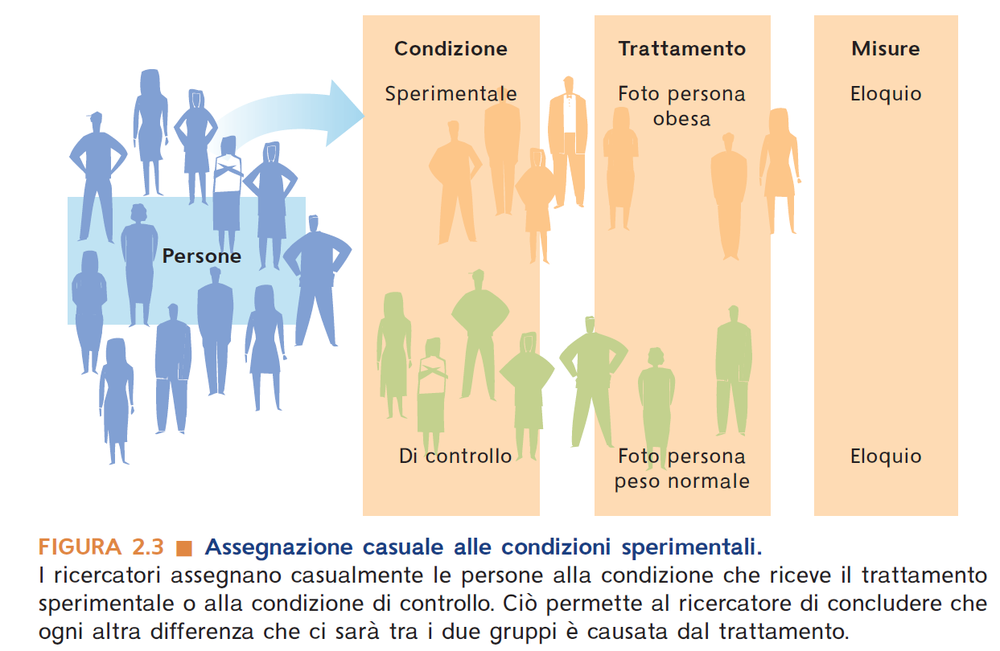 Condizione
Trattamento
Misure
Sperimentale
Foto persona
obesa
Eloquio
Persone
Di controllo
Foto persona
peso normale
Eloquio
FIGURA 2.3 ■ Assegnazione casuale alle condizioni sperimentali.
I ricercatori assegnano casualmente le persone alla condizione che riceve il trattamento
sperimentale o alla condizione di controllo. Ciò permette al ricercatore di concludere che
ogni altra differenza che ci sarà tra i due gruppi è causata dal trattamento.